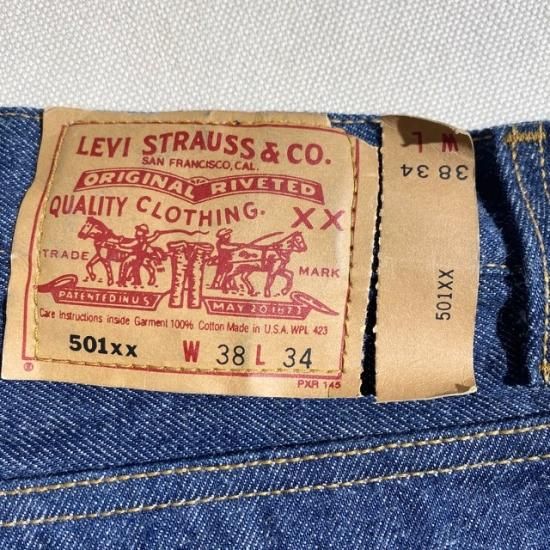 LEVI STRAUSS & CO.
SAN FRANCISCO, CAL.
ORIGINAL RIVETED
QUALITY CLOTHING. XX
TRADE MARK
PATENTED IN U.S. MAY 20 1873
Care Instructions inside Garment 100% Cotton Made in U.S.A. WPL 423
501xx W 38 L 34
®
PXR 145
W L
38 34
501XX